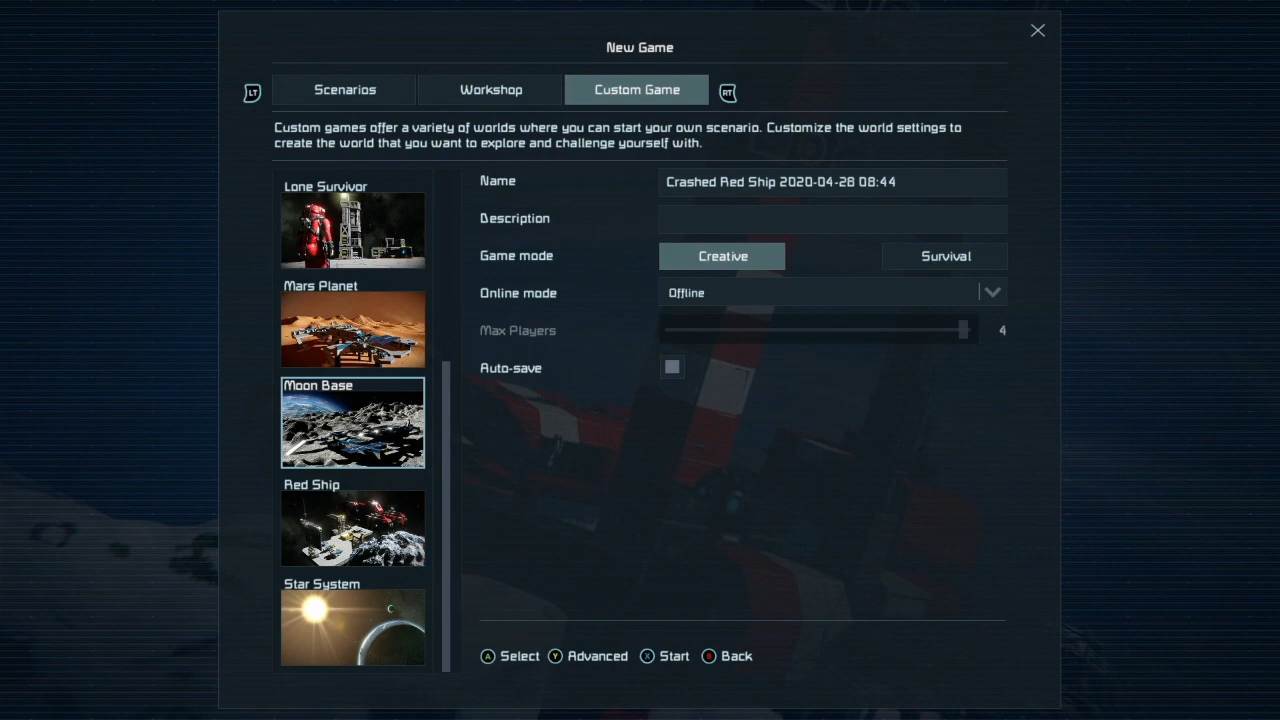 New Game
LT
Scenarios
Workshop
Custom Game
RT
Custom games offer a variety of worlds where you can start your own scenario. Customize the world settings to
create the world that you want to explore and challenge yourself with.
Lone Survivor
Mars Planet
Moon Base
Red Ship
Star System
Name
Crashed Red Ship 2020-04-28 08:44
Description
Game mode
Creative
Survival
Online mode
Offline
Max Players
4
Auto-save
A Select
Y Advanced
X Start
B Back